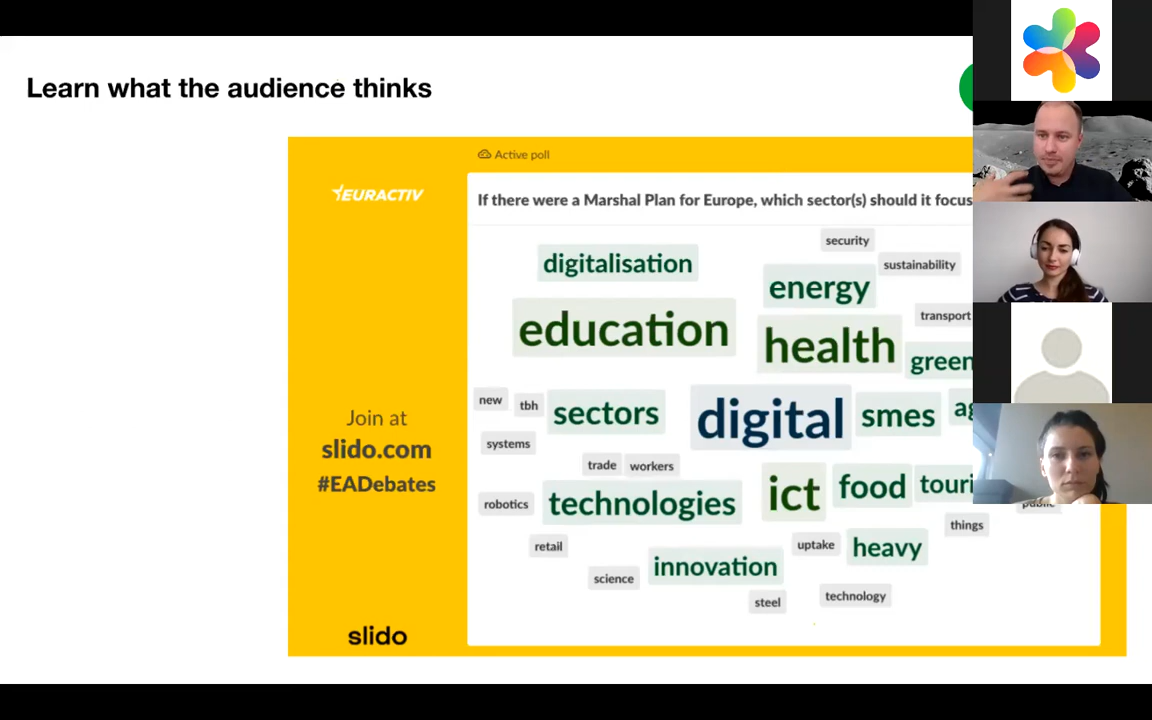 Learn what the audience thinks
EURACTIV
Join at
slido.com
#EADebates
slido
Active poll
If there were a Marshal Plan for Europe, which sector(s) should it focus
security
digitalisation
sustainability
energy
transport
education
health
green
new
tbh
sectors
digital
smes
systems
trade
workers
ict
food
robotics
technologies
things
retail
uptake
heavy
innovation
science
technology
steel